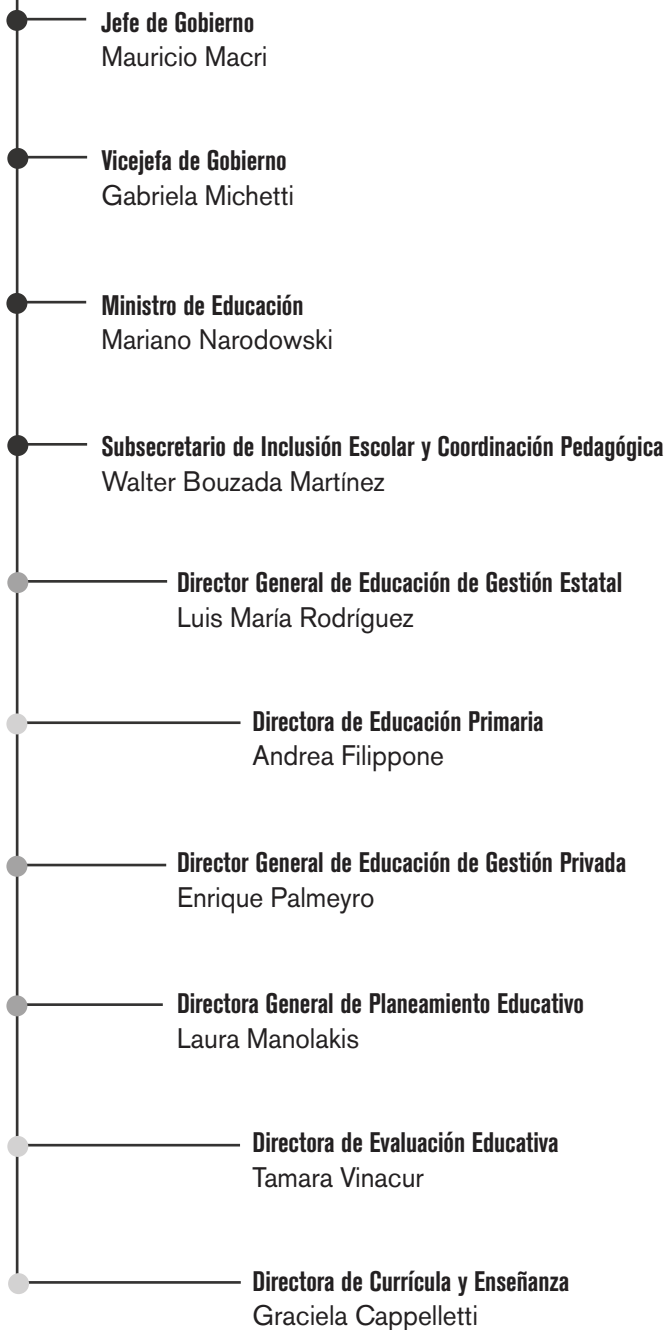 Jefe de Gobierno
Mauricio Macri
Vicejefa de Gobierno
Gabriela Michetti
Ministro de Educación
Mariano Narodowski
Subsecretario de Inclusión Escolar y Coordinación Pedagógica
Walter Bouzada Martínez
Director General de Educación de Gestión Estatal
Luis María Rodríguez
Directora de Educación Primaria
Andrea Filippone
Director General de Educación de Gestión Privada
Enrique Palmeyro
Directora General de Planeamiento Educativo
Laura Manolakis
Directora de Evaluación Educativa
Tamara Vinacur
Directora de Currícula y Enseñanza
Graciela Cappelletti